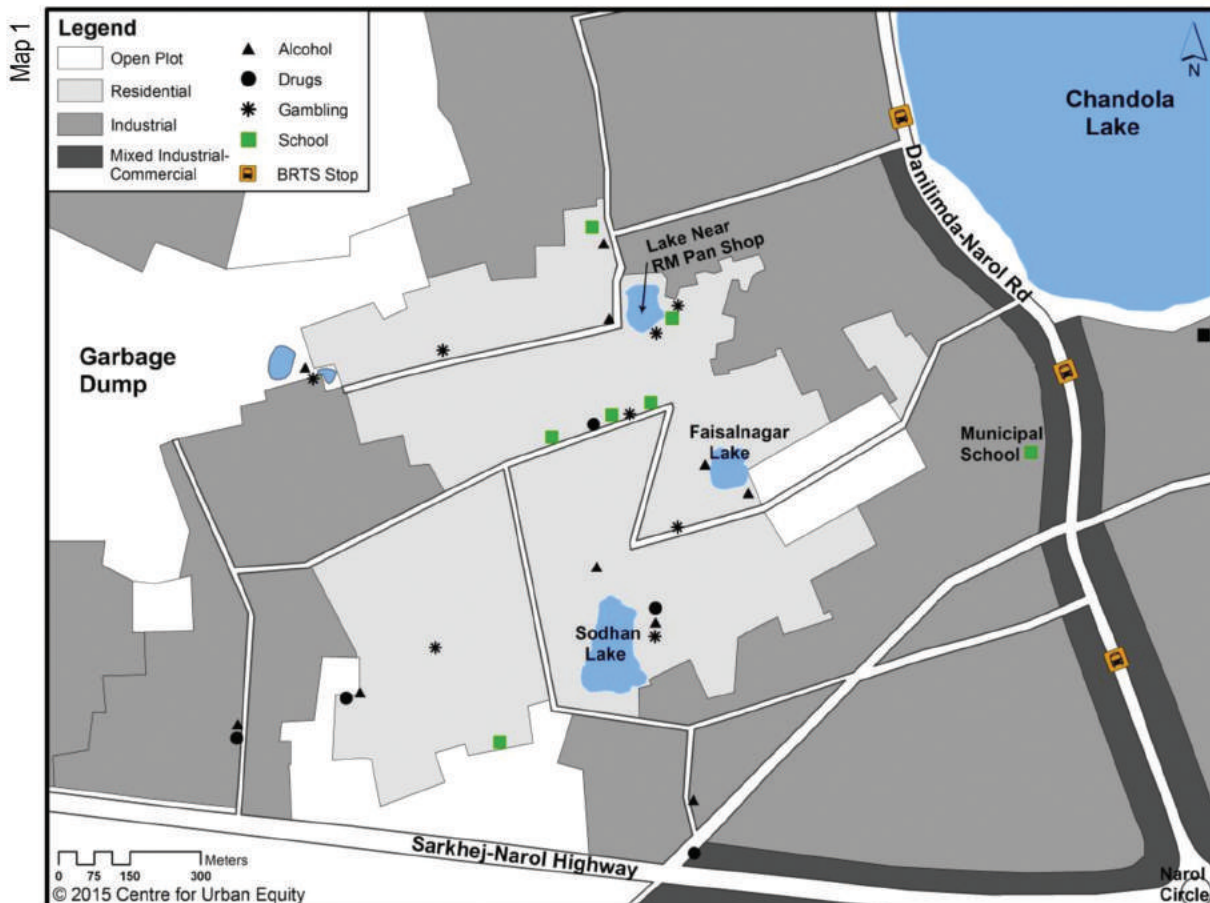 Map 1
Legend
Open Plot
Residential
Industrial
Mixed Industrial-
Commercial
Alcohol
Drugs
Gambling
School
BRTS Stop
N
Chandola
Lake
Danilimda-Narol Rd
Lake Near
RM Pan Shop
Garbage
Dump
Faisalnagar
Lake
Municipal
School
Sodhan
Lake
Sarkhej-Narol Highway
Meters
0 75 150 300
© 2015 Centre for Urban Equity
Narol
Circle